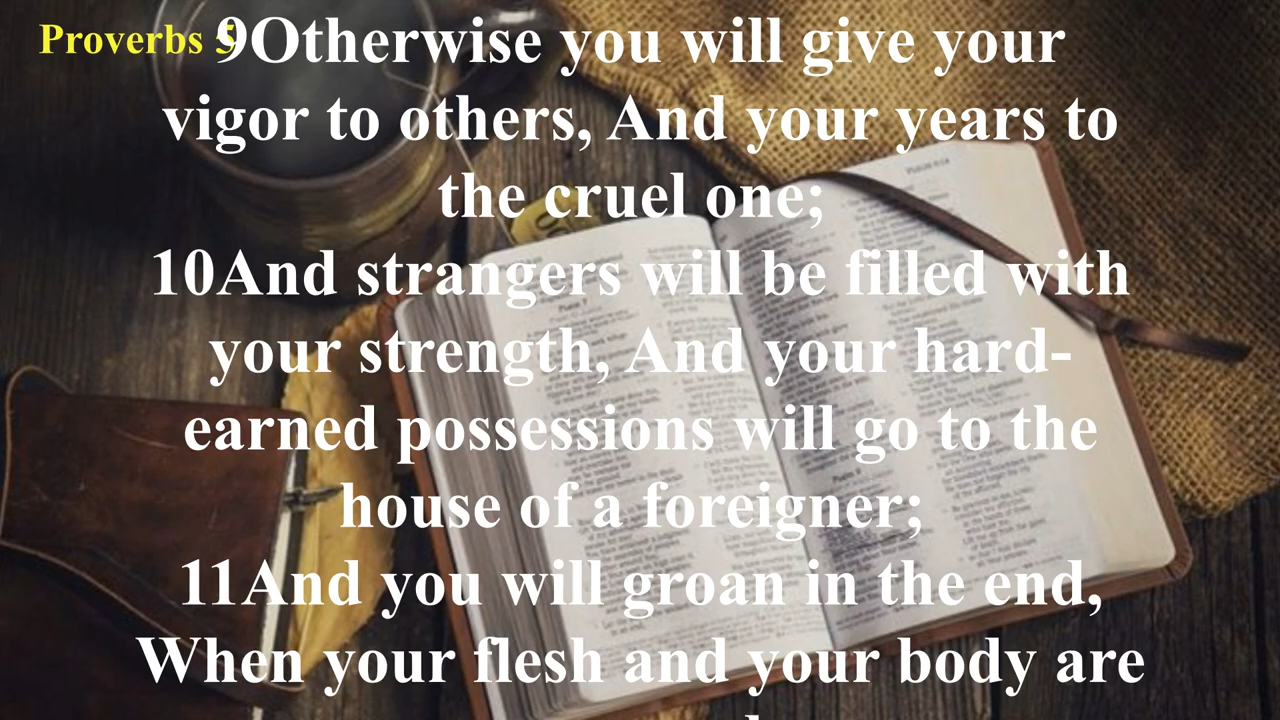 Proverbs 5
9Otherwise you will give your
vigor to others, And your years to
the cruel one;
10And strangers will be filled with
your strength, And your hard-
earned possessions will go to the
house of a foreigner;
11And you will groan in the end,
When your flesh and your body are